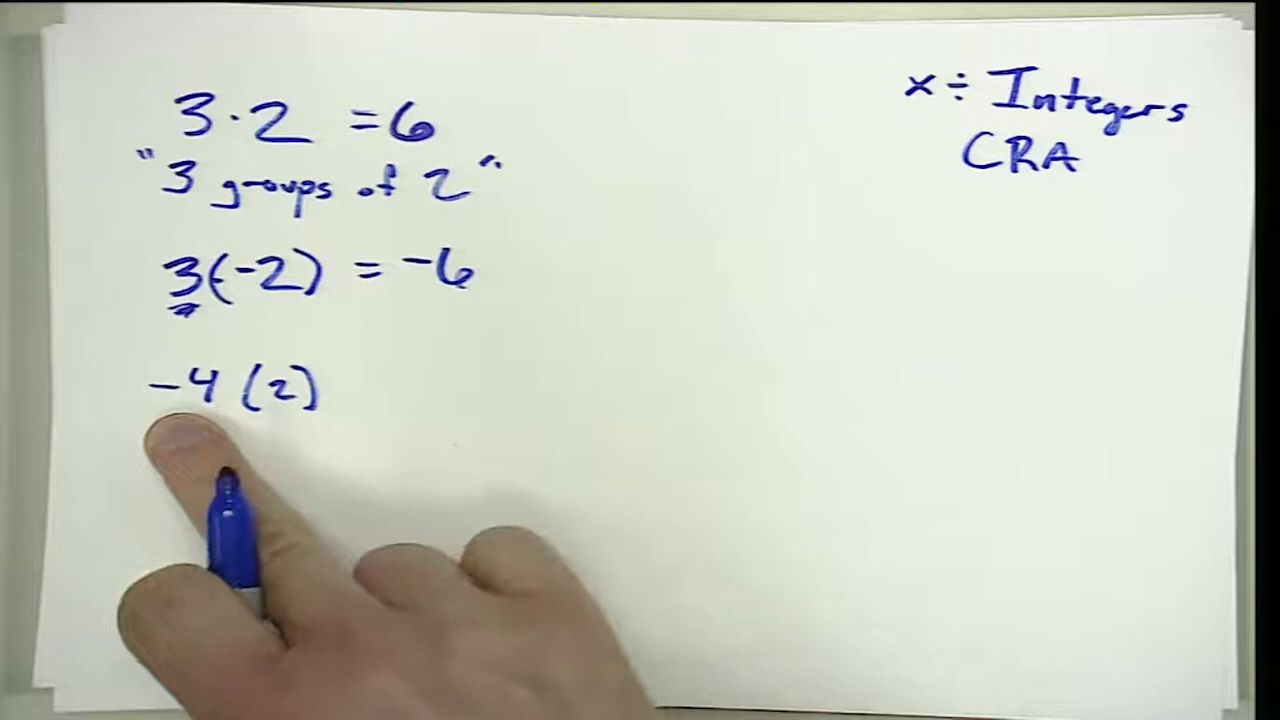 3·2 = 6
"3 groups of 2"
3(-2) = -6
-4 (2)
x ÷ Integers
CRA